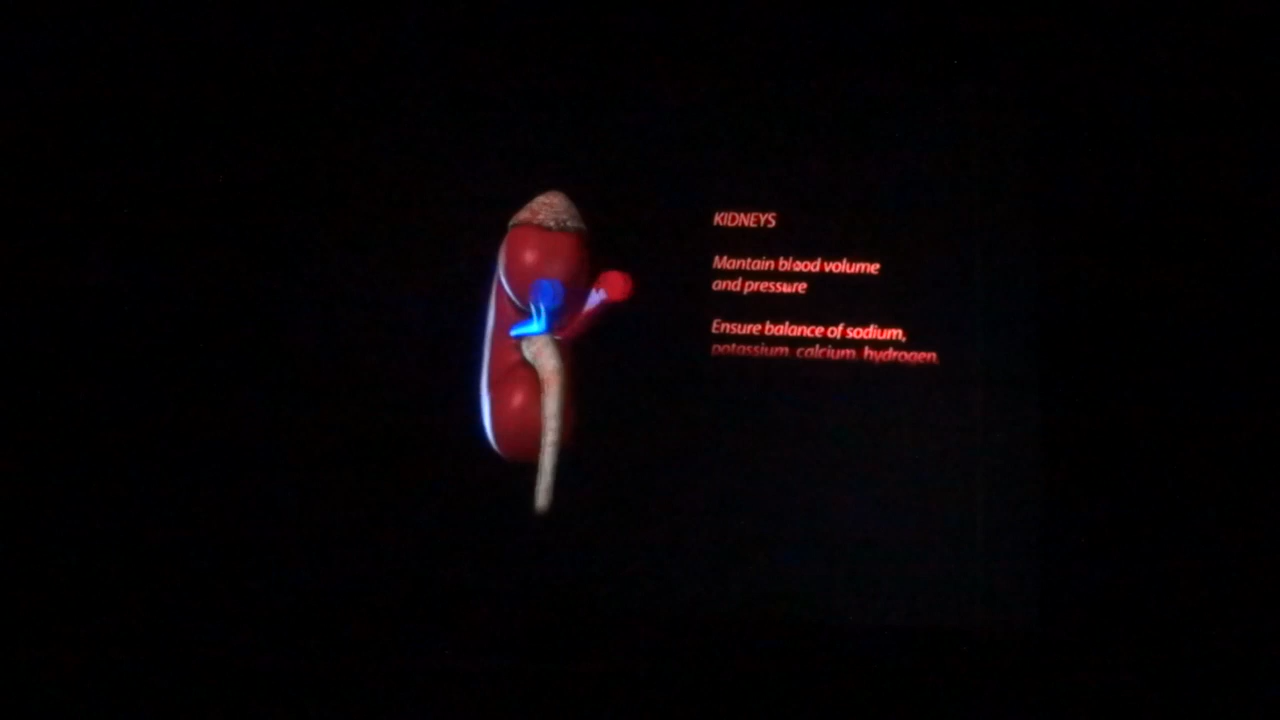 KIDNEYS
Mantain blood volume
and pressure
Ensure balance of sodium,
potassium, calcium, hydrogen,